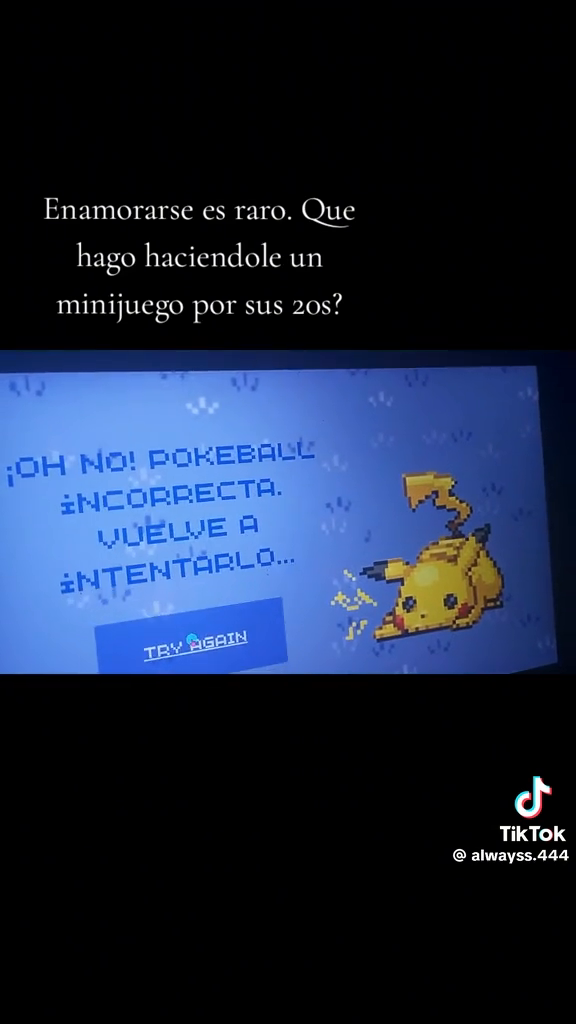 Enamorarse es raro. Que
hago haciendole un
minijuego por sus 20s?
¡OH NO! POKEBALL
INCORRECTA.
VUELVE A
INTENTARLO...
TRY AGAIN
TikTok
@ alwayss.444